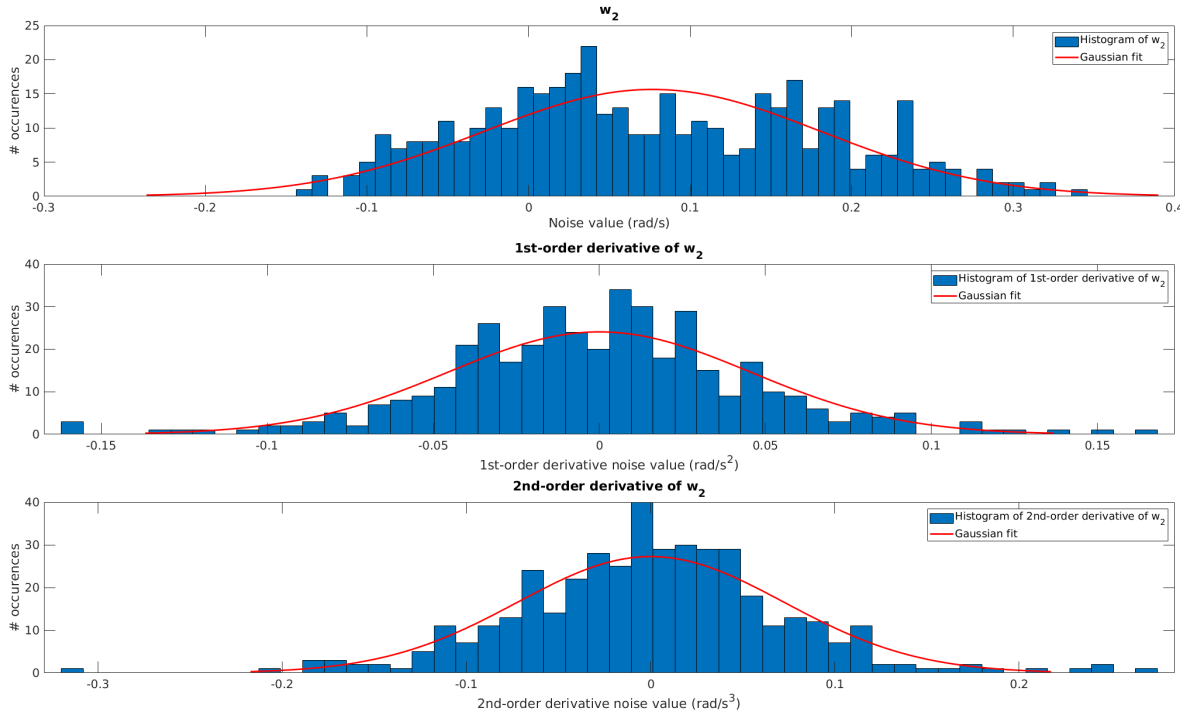 w2
25
20
15
10
5
0
# occurences
-0.3 -0.2 -0.1 0 0.1 0.2 0.3 0.4
Noise value (rad/s)
Histogram of w2
Gaussian fit
1st-order derivative of w2
40
30
20
10
0
# occurences
-0.15 -0.1 -0.05 0 0.05 0.1 0.15
1st-order derivative noise value (rad/s2)
Histogram of 1st-order derivative of w2
Gaussian fit
2nd-order derivative of w2
40
30
20
10
0
# occurences
-0.3 -0.2 -0.1 0 0.1 0.2
2nd-order derivative noise value (rad/s3)
Histogram of 2nd-order derivative of w2
Gaussian fit